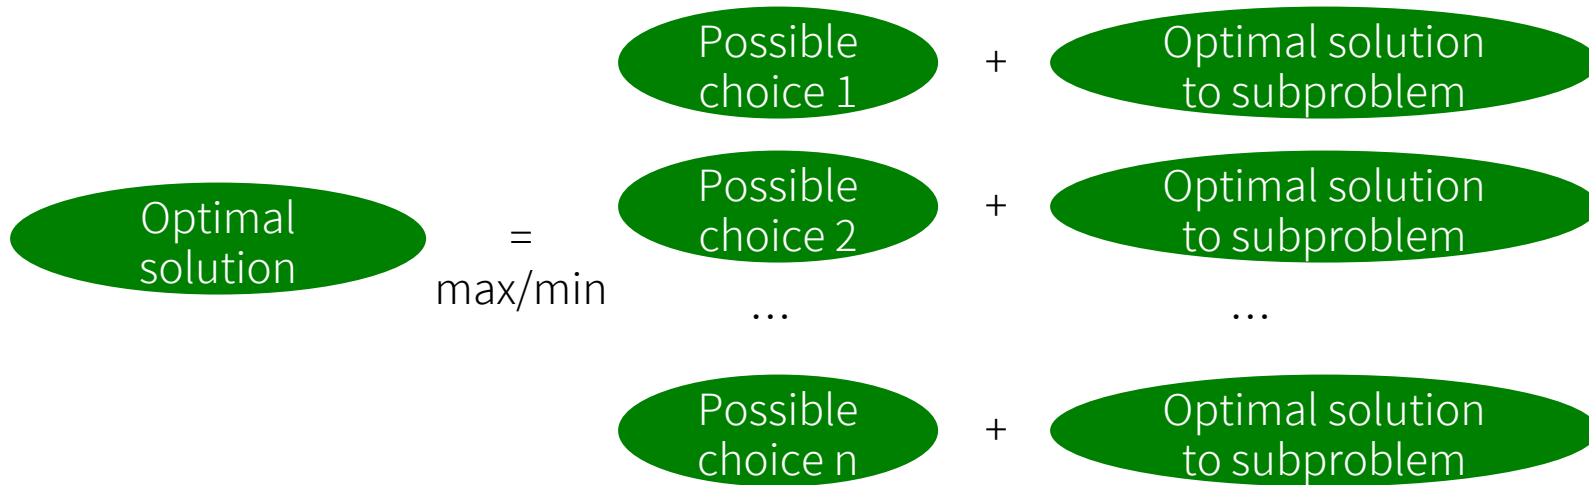 Possible
choice 1
+
Optimal solution
to subproblem
Possible
choice 2
+
Optimal solution
to subproblem
Optimal
solution
=
max/min
...
...
Possible
choice n
+
Optimal solution
to subproblem